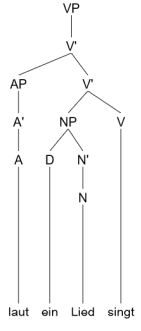 VP
V'
AP V'
A' NP V
A D N'
N
laut ein Lied singt